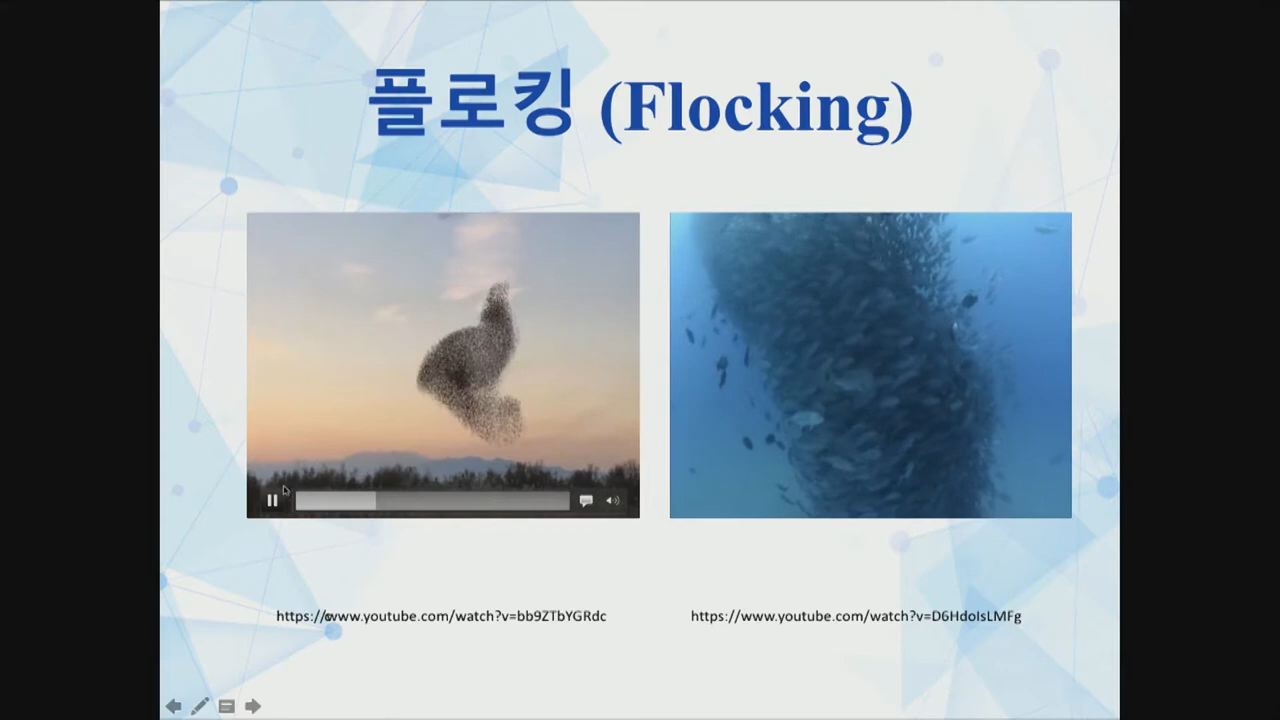 플로킹 (Flocking)
https://www.youtube.com/watch?v=bb9ZTbYGRdc
https://www.youtube.com/watch?v=D6HdoIsLMFg